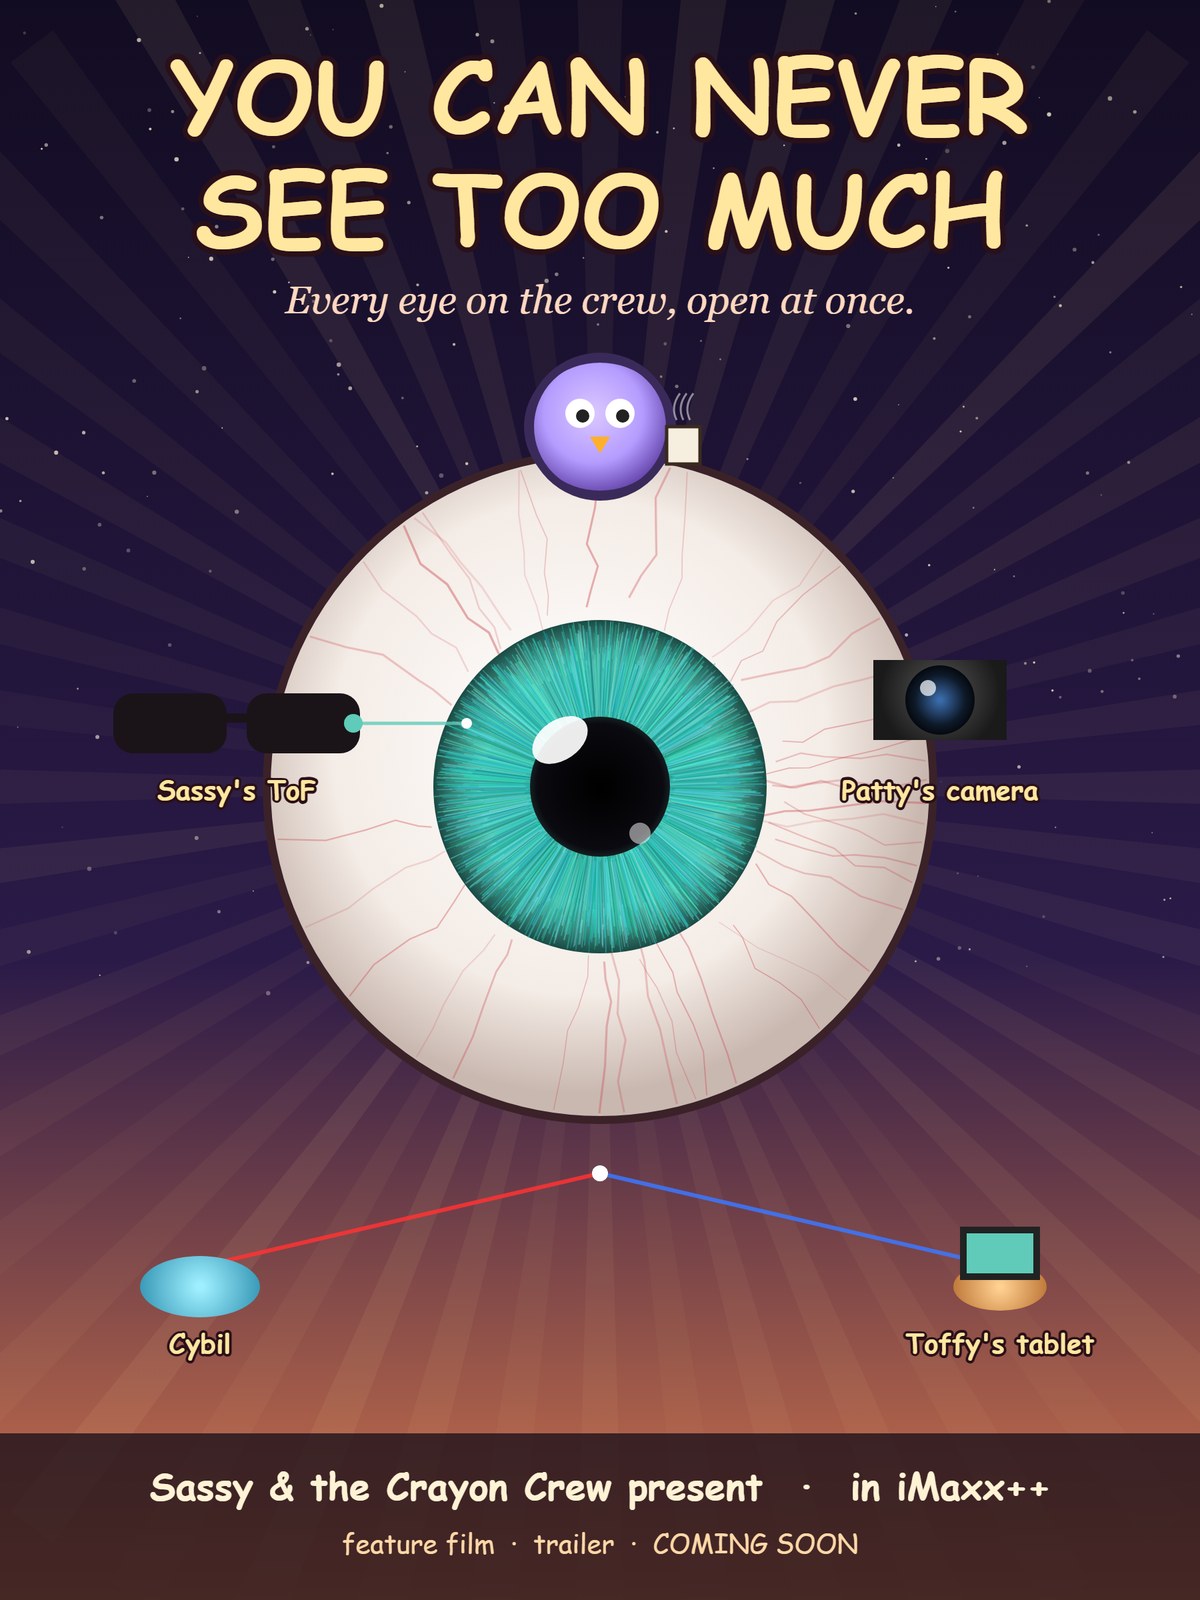 YOU CAN NEVER
SEE TOO MUCH
Every eye on the crew, open at once.
Sassy's ToF
Patty's camera
Cybil
Toffy's tablet
Sassy & the Crayon Crew present · in iMaxx++
feature film · trailer · COMING SOON